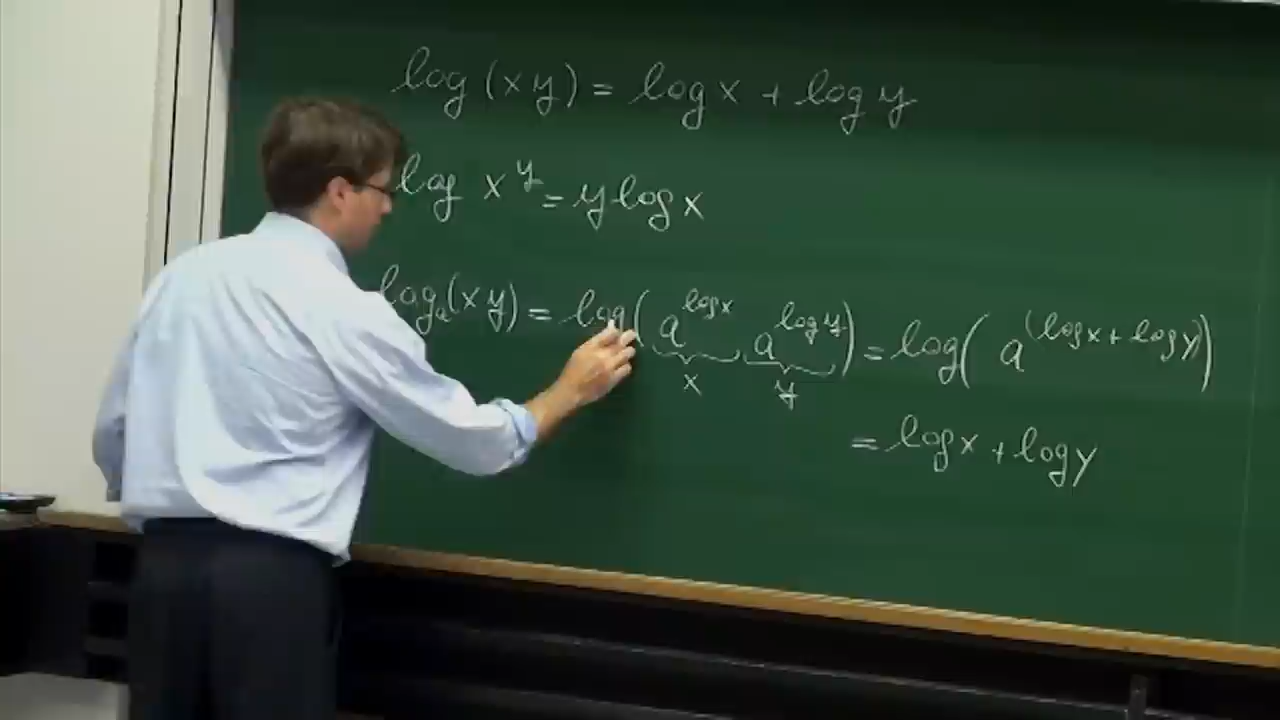 log (xy) = log x + log y
log x^y = y log x
log_a(xy) = log( a^{log x} a^{log y} ) = log( a^{(log x + log y)} )
x y
= log x + log y